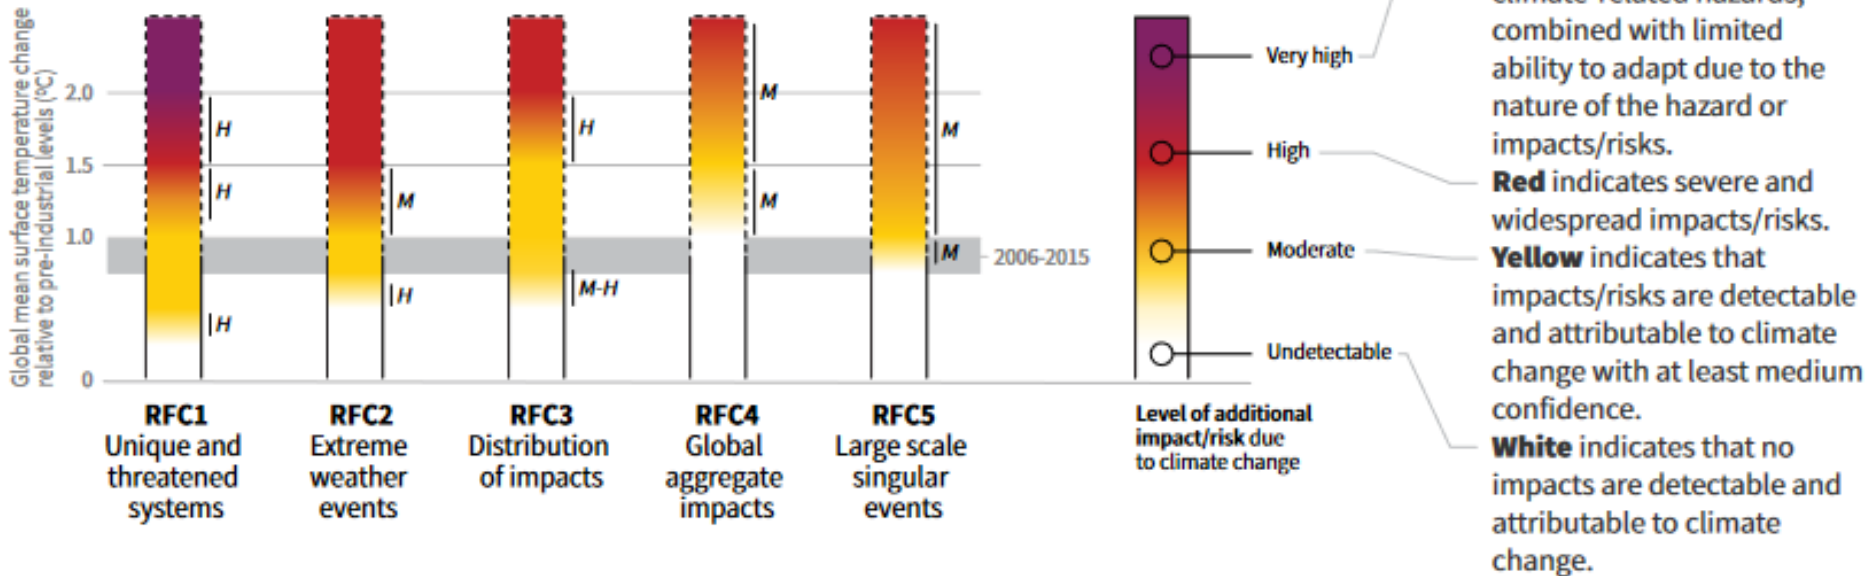 Global mean surface temperature change
relative to pre-industrial levels (ºC)
2.0
1.5
1.0
0
H
H
H
M
H
H
M-H
M
M
M
M
2006-2015
RFC1
Unique and
threatened
systems
RFC2
Extreme
weather
events
RFC3
Distribution
of impacts
RFC4
Global
aggregate
impacts
RFC5
Large scale
singular
events
Very high
High
Moderate
Undetectable
Level of additional
impact/risk due
to climate change
climate-related hazards,
combined with limited
ability to adapt due to the
nature of the hazard or
impacts/risks.
Red indicates severe and
widespread impacts/risks.
Yellow indicates that
impacts/risks are detectable
and attributable to climate
change with at least medium
confidence.
White indicates that no
impacts are detectable and
attributable to climate
change.